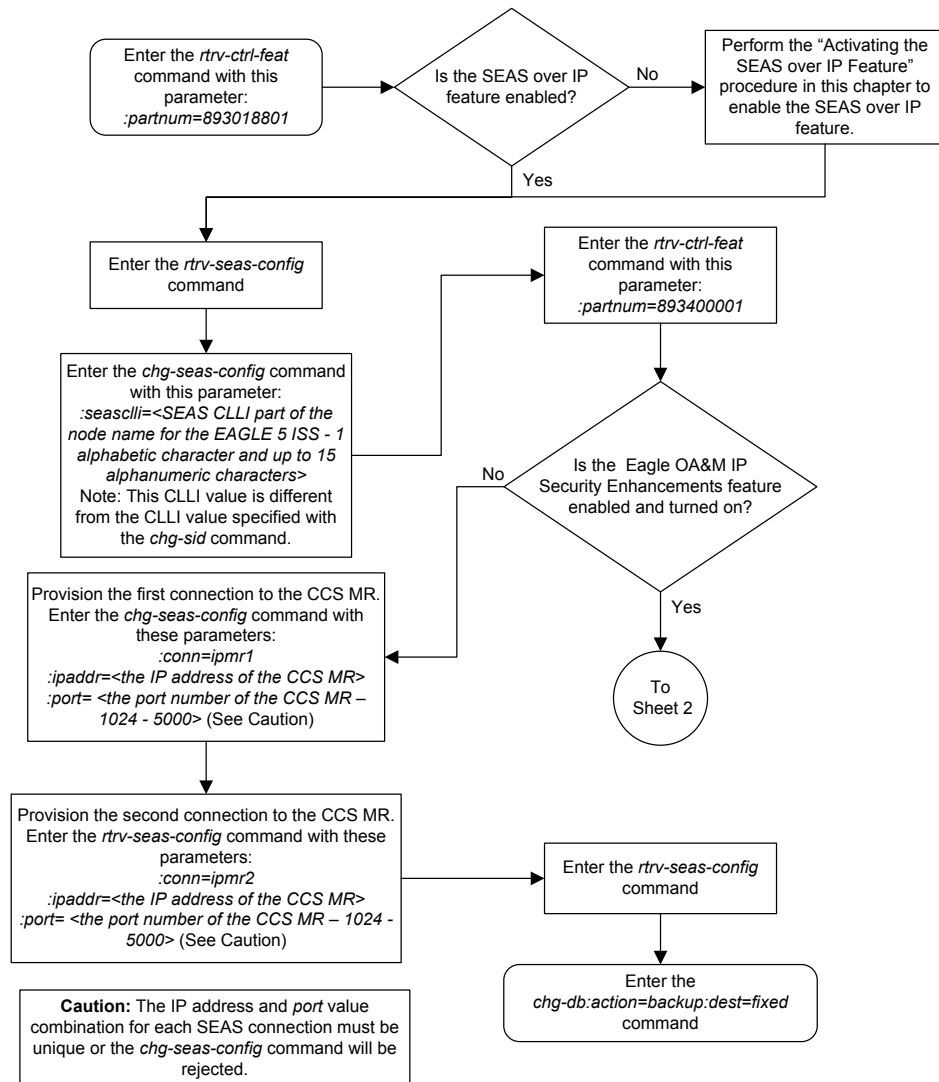 Enter the rtrv-ctrl-feat
command with this
parameter:
:partnum=893018801
Is the SEAS over IP
feature enabled?
No
Perform the “Activating the
SEAS over IP Feature”
procedure in this chapter to
enable the SEAS over IP
feature.
Yes
Enter the rtrv-seas-config
command
Enter the rtrv-ctrl-feat
command with this
parameter:
:partnum=893400001
Enter the chg-seas-config command
with this parameter:
:seasclli=<SEAS CLLI part of the
node name for the EAGLE 5 ISS - 1
alphabetic character and up to 15
alphanumeric characters>
Note: This CLLI value is different
from the CLLI value specified with
the chg-sid command.
Is the Eagle OA&M IP
Security Enhancements feature
enabled and turned on?
No
Yes
To
Sheet 2
Provision the first connection to the CCS MR.
Enter the chg-seas-config command with
these parameters:
:conn=ipmr1
:ipaddr=<the IP address of the CCS MR>
:port= <the port number of the CCS MR –
1024 - 5000> (See Caution)
Provision the second connection to the CCS MR.
Enter the rtrv-seas-config command with these
parameters:
:conn=ipmr2
:ipaddr=<the IP address of the CCS MR>
:port= <the port number of the CCS MR – 1024 -
5000> (See Caution)
Enter the rtrv-seas-config
command
Enter the
chg-db:action=backup:dest=fixed
command
Caution: The IP address and port value
combination for each SEAS connection must be
unique or the chg-seas-config command will be
rejected.